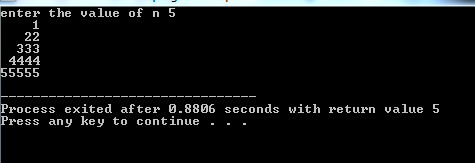 enter the value of n 5
    1
   22
  333
 4444
55555

--------------------------------
Process exited after 0.8806 seconds with return value 5
Press any key to continue . . .